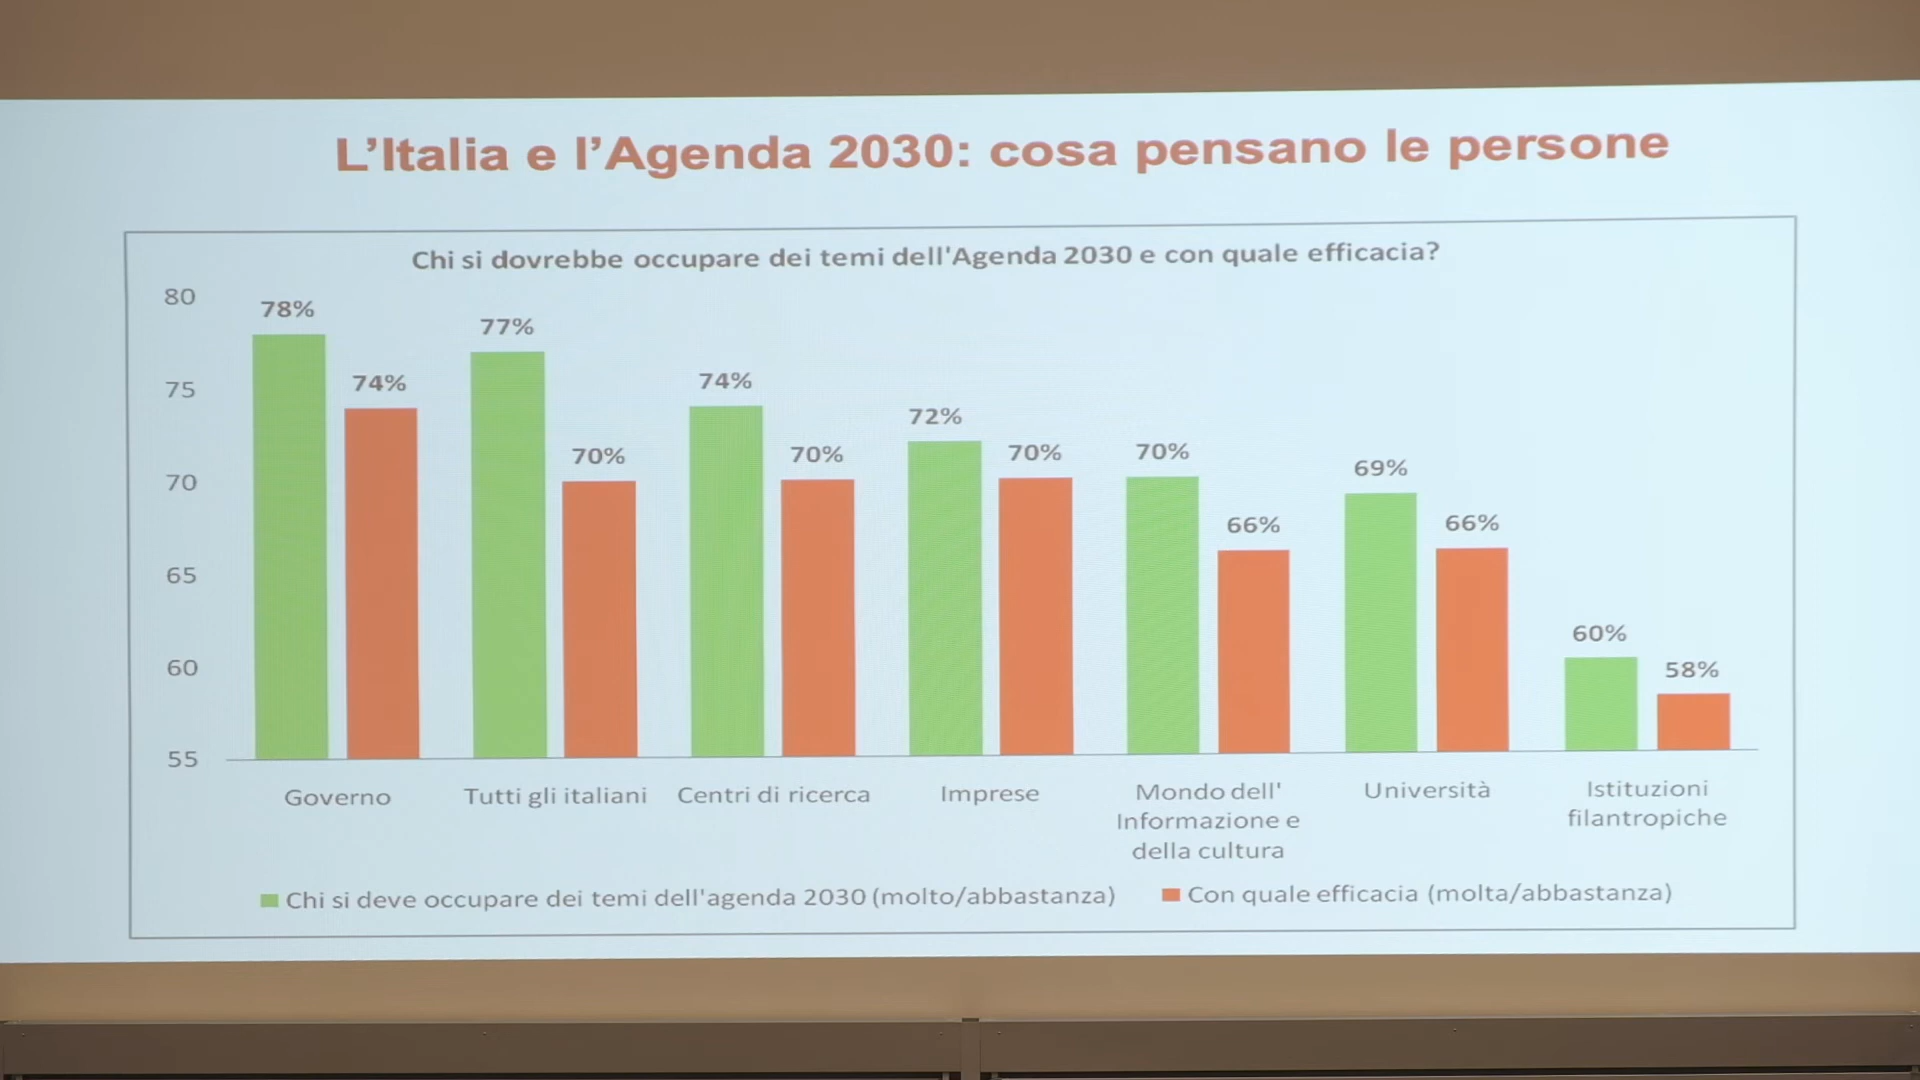 L’Italia e l’Agenda 2030: cosa pensano le persone
Chi si dovrebbe occupare dei temi dell'Agenda 2030 e con quale efficacia?
80
75
70
65
60
55
78%
74%
77%
70%
74%
70%
72%
70%
70%
66%
69%
66%
60%
58%
Governo
Tutti gli italiani
Centri di ricerca
Imprese
Mondo dell'
Informazione e
della cultura
Università
Istituzioni
filantropiche
Chi si deve occupare dei temi dell'agenda 2030 (molto/abbastanza)
Con quale efficacia (molta/abbastanza)